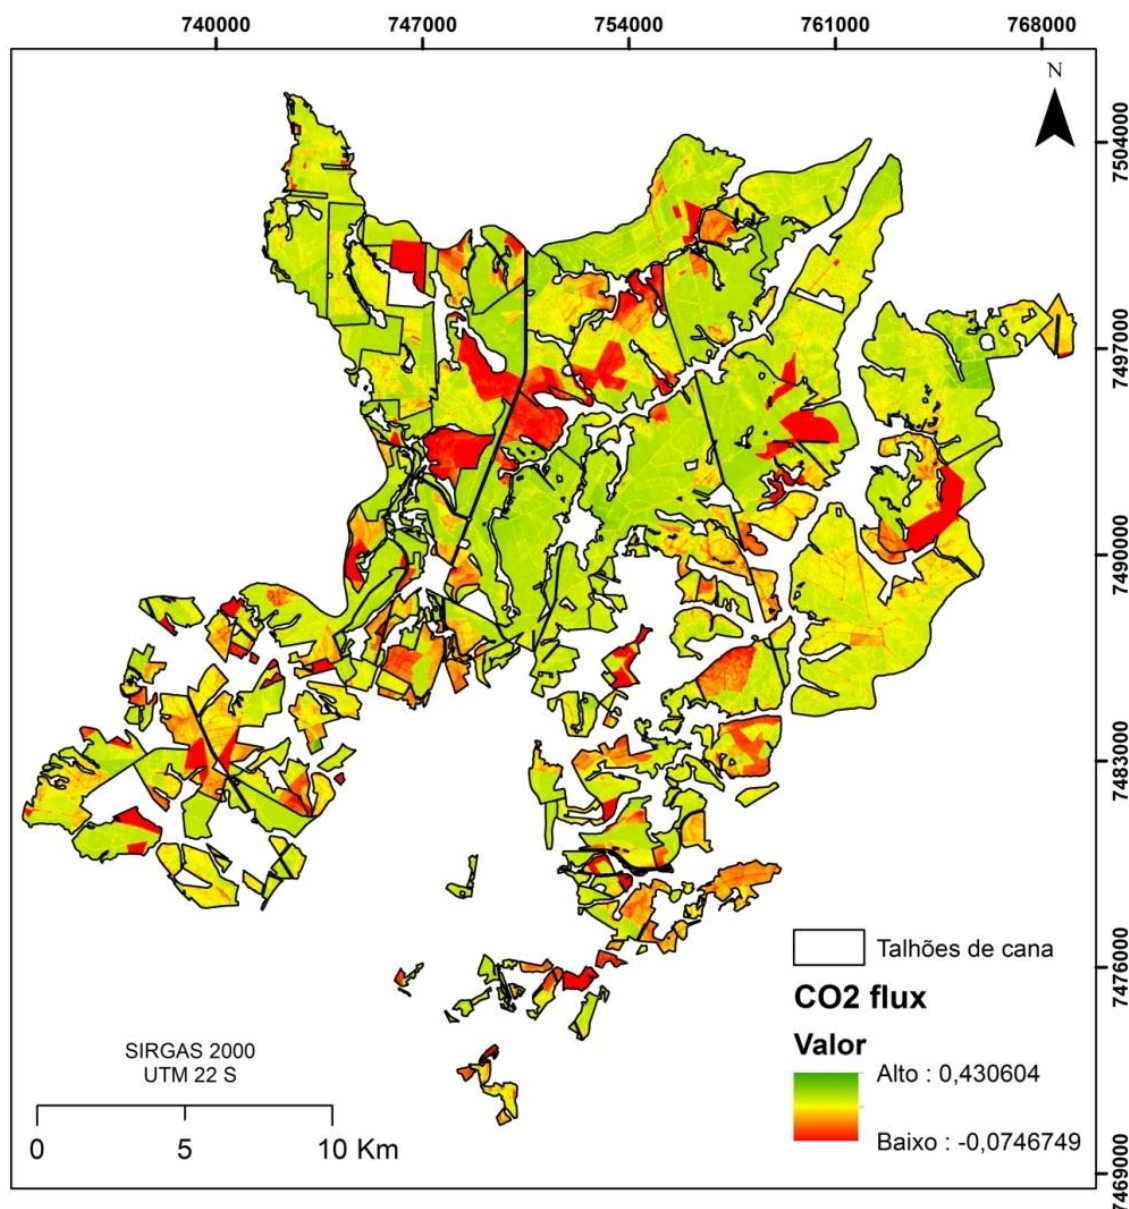 740000 747000 754000 761000 768000
N
7504000
7497000
7490000
7483000
7476000
7469000
Talhões de cana
CO2 flux
Valor
Alto : 0,430604
Baixo : -0,0746749
SIRGAS 2000
UTM 22 S
0 5 10 Km